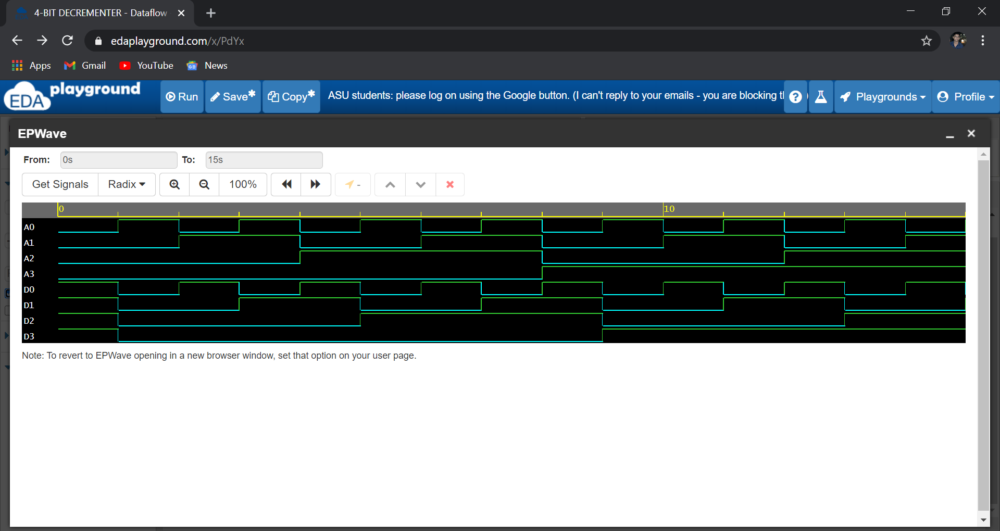 4-BIT DECREMENTER - Dataflow
edaplayground.com/x/PdYx
Apps Gmail YouTube News
EDA playground Run Save* Copy* ASU students: please log on using the Google button. (I can't reply to your emails - you are blocking Playgrounds Profile
EPWave
From: 0s To: 15s
Get Signals Radix 100% -
0 10
A0
A1
A2
A3
D0
D1
D2
D3
Note: To revert to EPWave opening in a new browser window, set that option on your user page.